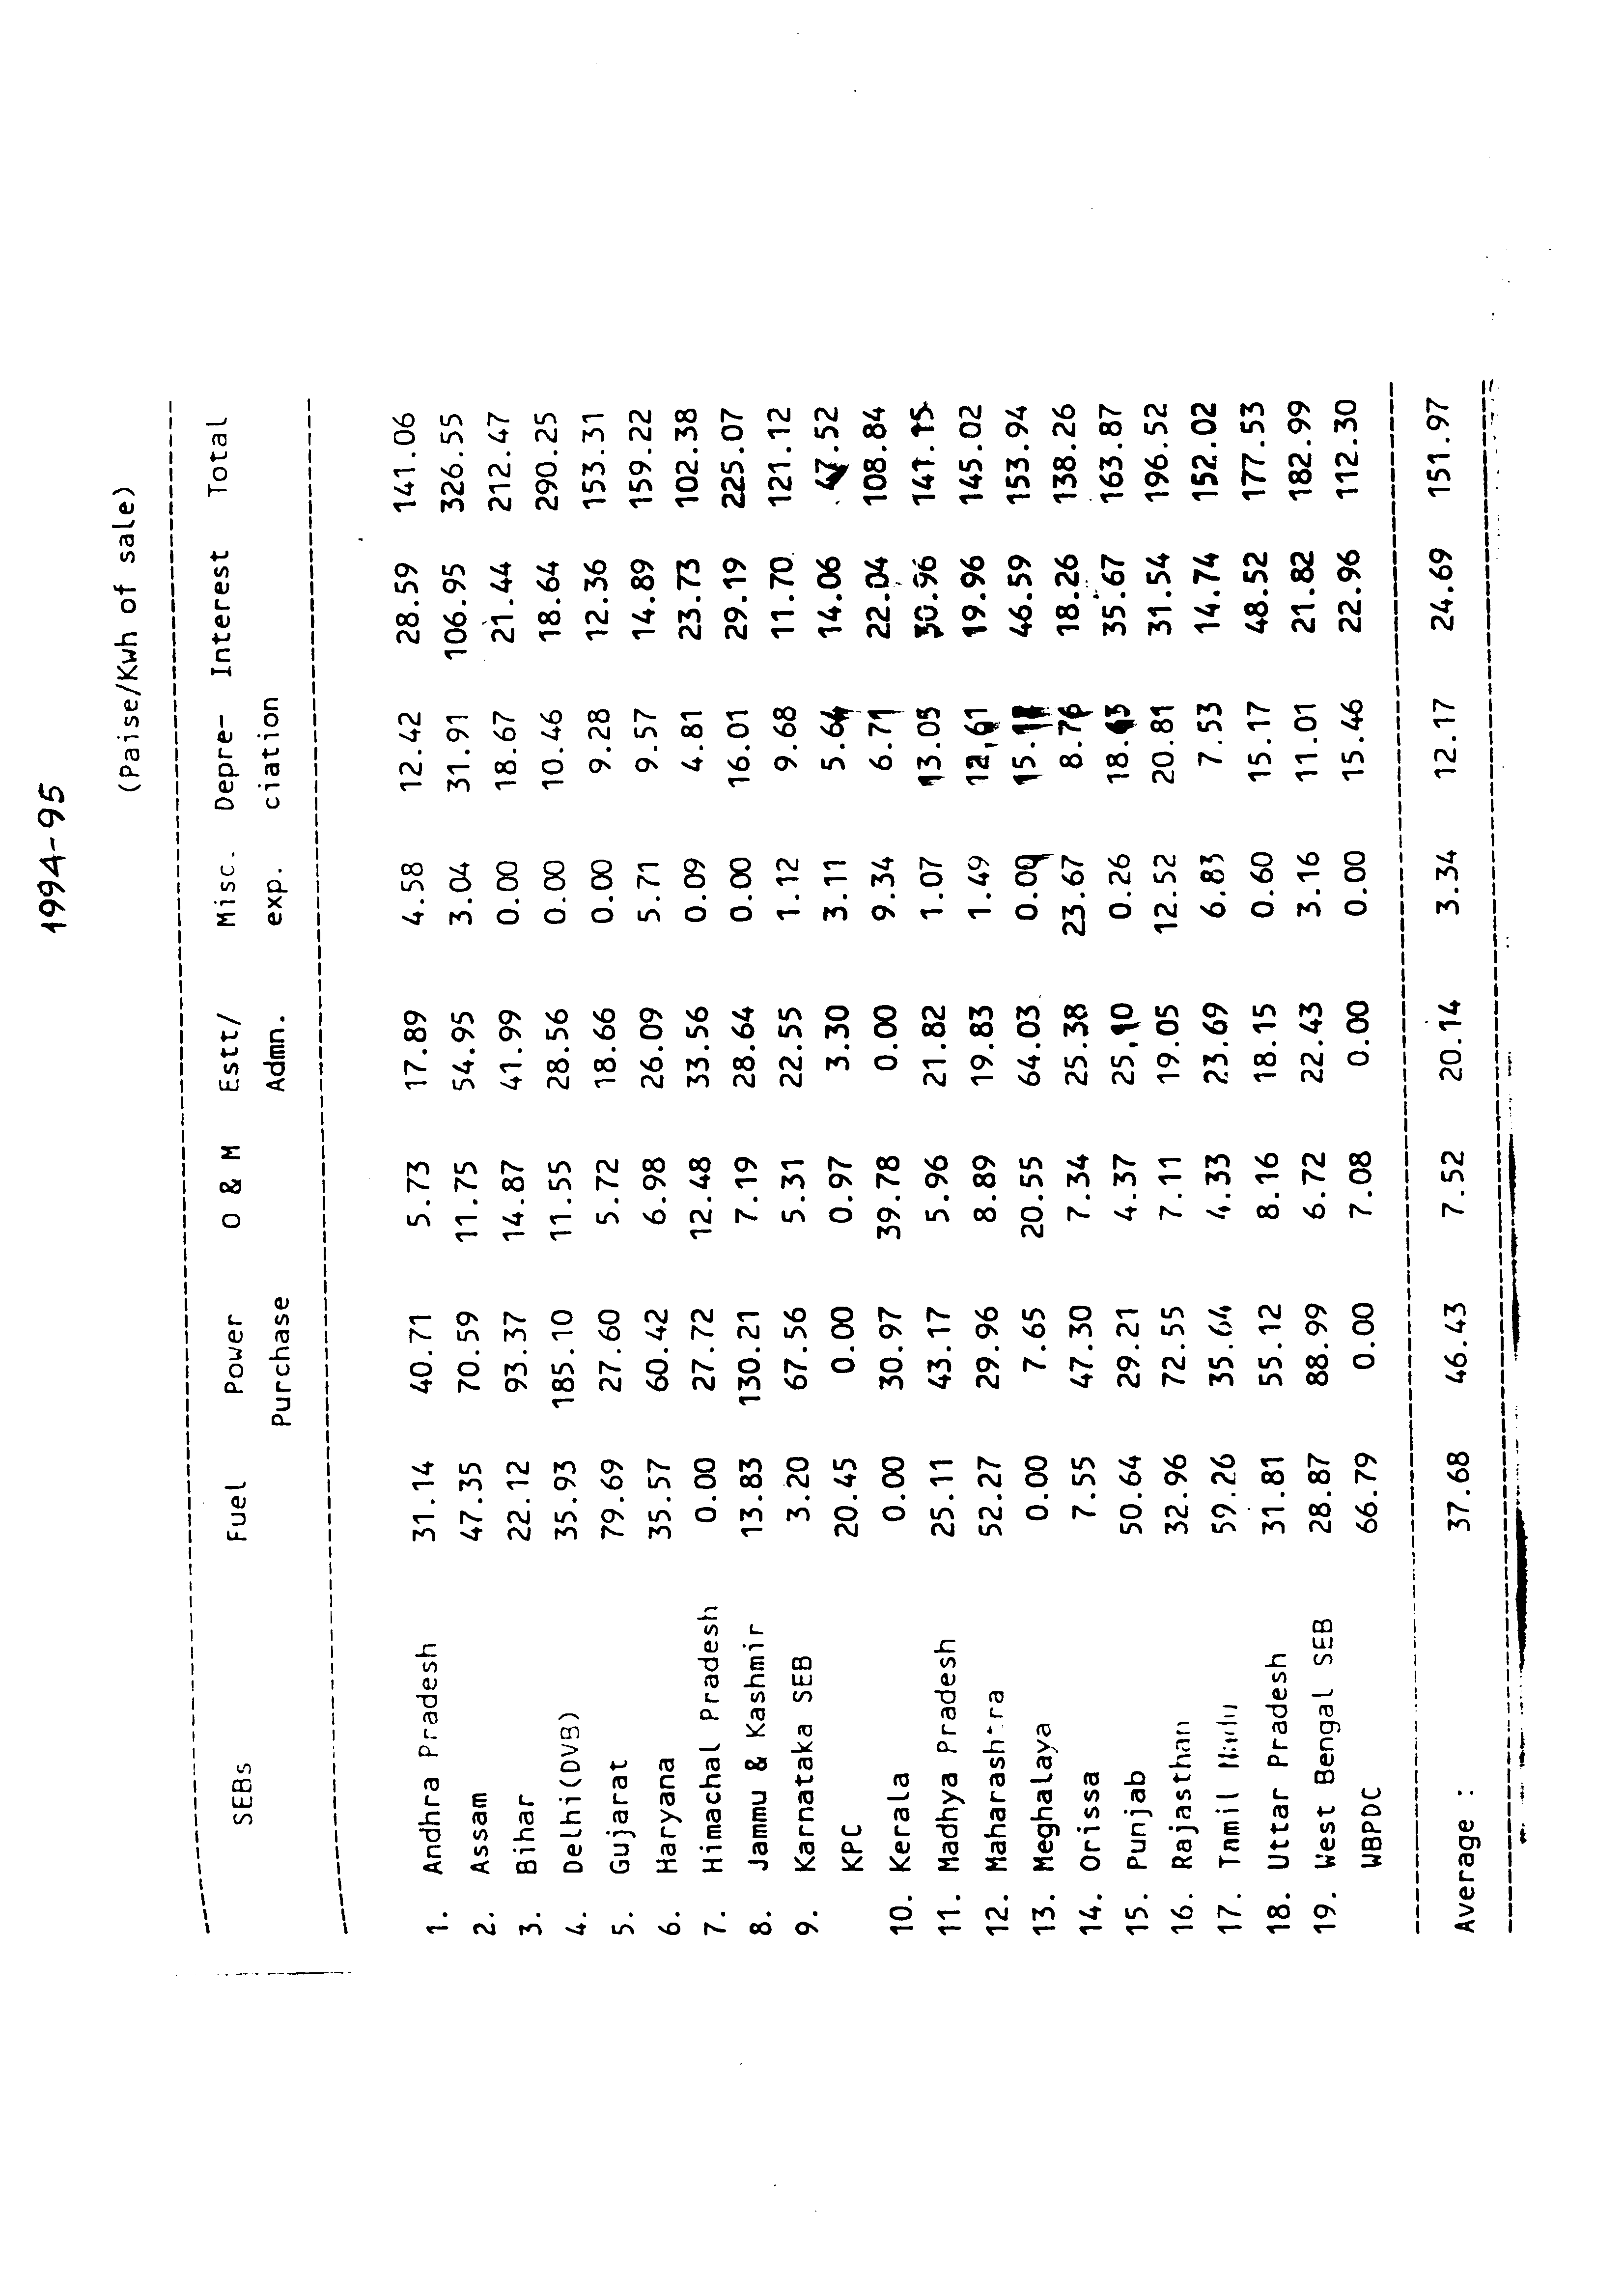 1994-95
(Paise/Kwh of sale)
SEBs Fuel Power O & M Estt/ Misc. Depre- Interest Total
Purchase Admn. exp. ciation
1. Andhra Pradesh 31.14 40.71 5.73 17.89 4.58 12.42 28.59 141.06
2. Assam 47.35 70.59 11.75 54.95 3.04 31.91 106.95 326.55
3. Bihar 22.12 93.37 14.87 41.99 0.00 18.67 21.44 212.47
4. Delhi(DVB) 35.93 185.10 11.55 28.56 0.00 10.46 18.64 290.25
5. Gujarat 79.69 27.60 5.72 18.66 0.00 9.28 12.36 153.31
6. Haryana 35.57 60.42 6.98 26.09 5.71 9.57 14.89 159.22
7. Himachal Pradesh 0.00 27.72 12.48 33.56 0.09 4.81 23.73 102.38
8. Jammu & Kashmir 13.83 130.21 7.19 28.64 0.00 16.01 29.19 225.07
9. Karnataka SEB 3.20 67.56 5.31 22.55 1.12 9.68 11.70 121.12
KPC 20.45 0.00 0.97 3.30 3.11 5.64 14.06 47.52
10. Kerala 0.00 30.97 39.78 0.00 9.34 6.71 22.04 108.84
11. Madhya Pradesh 25.11 43.17 5.96 21.82 1.07 13.05 30.96 141.15
12. Maharashtra 52.27 29.96 8.89 19.83 1.49 12.61 19.96 145.02
13. Meghalaya 0.00 7.65 20.55 64.03 46.59 153.94
14. Orissa 7.55 47.30 7.34 25.38 23.67 8.76 18.26 138.26
15. Punjab 50.64 29.21 4.37 25.10 0.26 18.63 35.67 163.87
16. Rajasthan 32.96 72.55 7.11 19.05 12.52 20.81 31.54 196.52
17. Tamil Nadu 59.26 35.64 4.33 23.69 6.83 7.53 14.74 152.02
18. Uttar Pradesh 31.81 55.12 8.16 18.15 0.60 15.17 48.52 177.53
19. West Bengal SEB 28.87 88.99 6.72 22.43 3.16 11.01 21.82 182.99
WBPDC 66.79 0.00 7.08 0.00 0.00 15.46 22.96 112.30
Average : 37.68 46.43 7.52 20.14 3.34 12.17 24.69 151.97